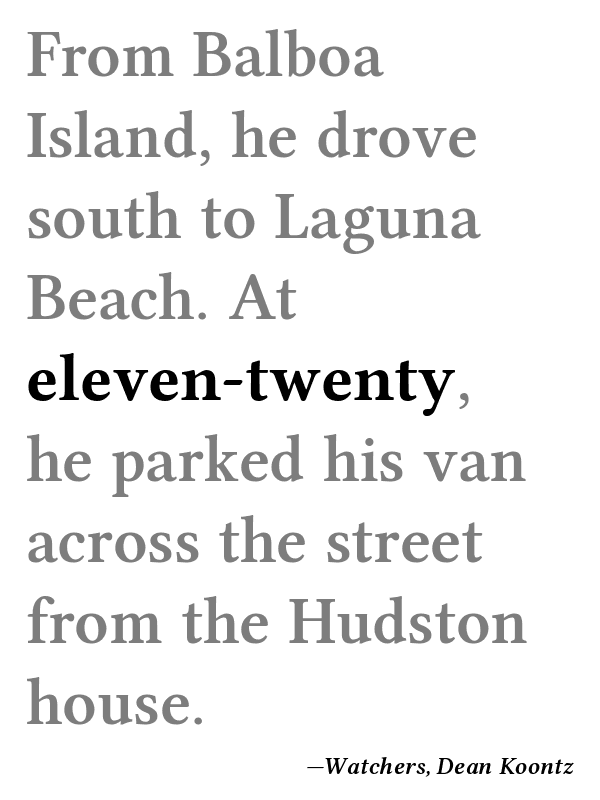 From Balboa
Island, he drove
south to Laguna
Beach. At
eleven-twenty,
he parked his van
across the street
from the Hudston
house.
—Watchers, Dean Koontz